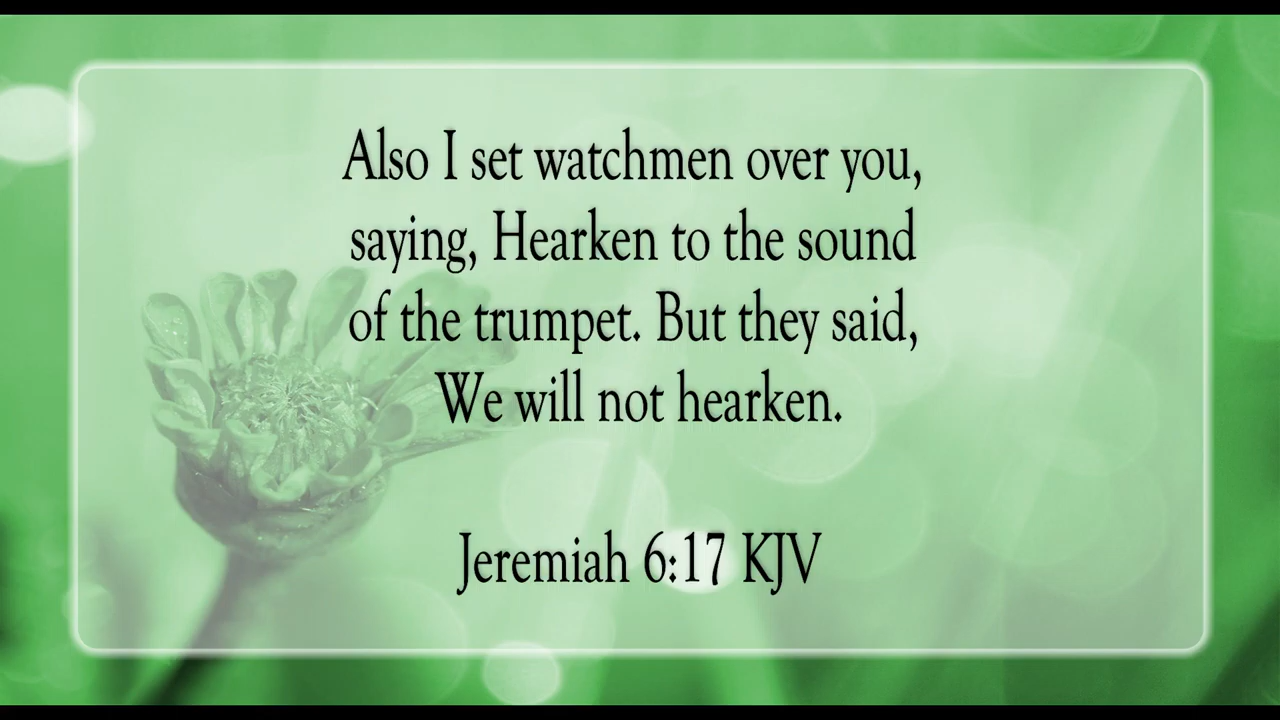 Also I set watchmen over you,
saying, Hearken to the sound
of the trumpet. But they said,
We will not hearken.
Jeremiah 6:17 KJV